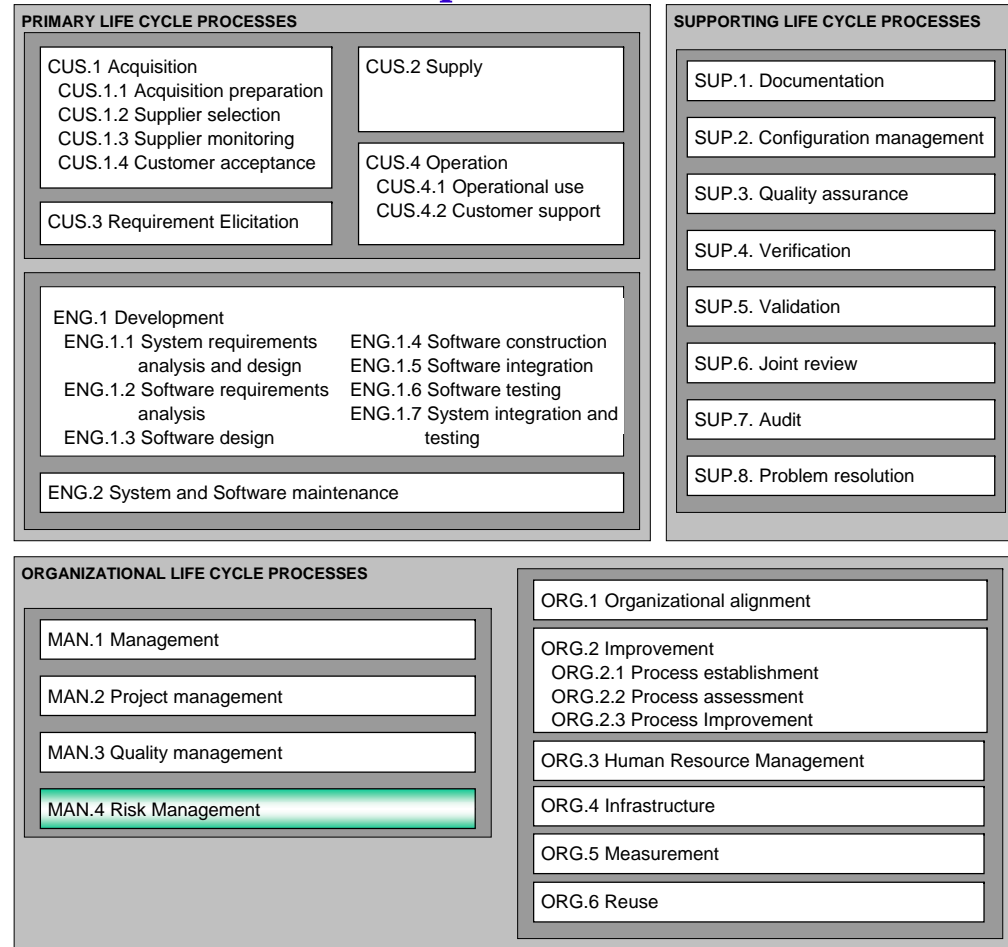 PRIMARY LIFE CYCLE PROCESSES
CUS.1 Acquisition
CUS.1.1 Acquisition preparation
CUS.1.2 Supplier selection
CUS.1.3 Supplier monitoring
CUS.1.4 Customer acceptance
CUS.3 Requirement Elicitation
CUS.2 Supply
CUS.4 Operation
CUS.4.1 Operational use
CUS.4.2 Customer support
ENG.1 Development
ENG.1.1 System requirements
analysis and design
ENG.1.2 Software requirements
analysis
ENG.1.3 Software design
ENG.1.4 Software construction
ENG.1.5 Software integration
ENG.1.6 Software testing
ENG.1.7 System integration and
testing
ENG.2 System and Software maintenance
SUPPORTING LIFE CYCLE PROCESSES
SUP.1. Documentation
SUP.2. Configuration management
SUP.3. Quality assurance
SUP.4. Verification
SUP.5. Validation
SUP.6. Joint review
SUP.7. Audit
SUP.8. Problem resolution
ORGANIZATIONAL LIFE CYCLE PROCESSES
MAN.1 Management
MAN.2 Project management
MAN.3 Quality management
MAN.4 Risk Management
ORG.1 Organizational alignment
ORG.2 Improvement
ORG.2.1 Process establishment
ORG.2.2 Process assessment
ORG.2.3 Process Improvement
ORG.3 Human Resource Management
ORG.4 Infrastructure
ORG.5 Measurement
ORG.6 Reuse